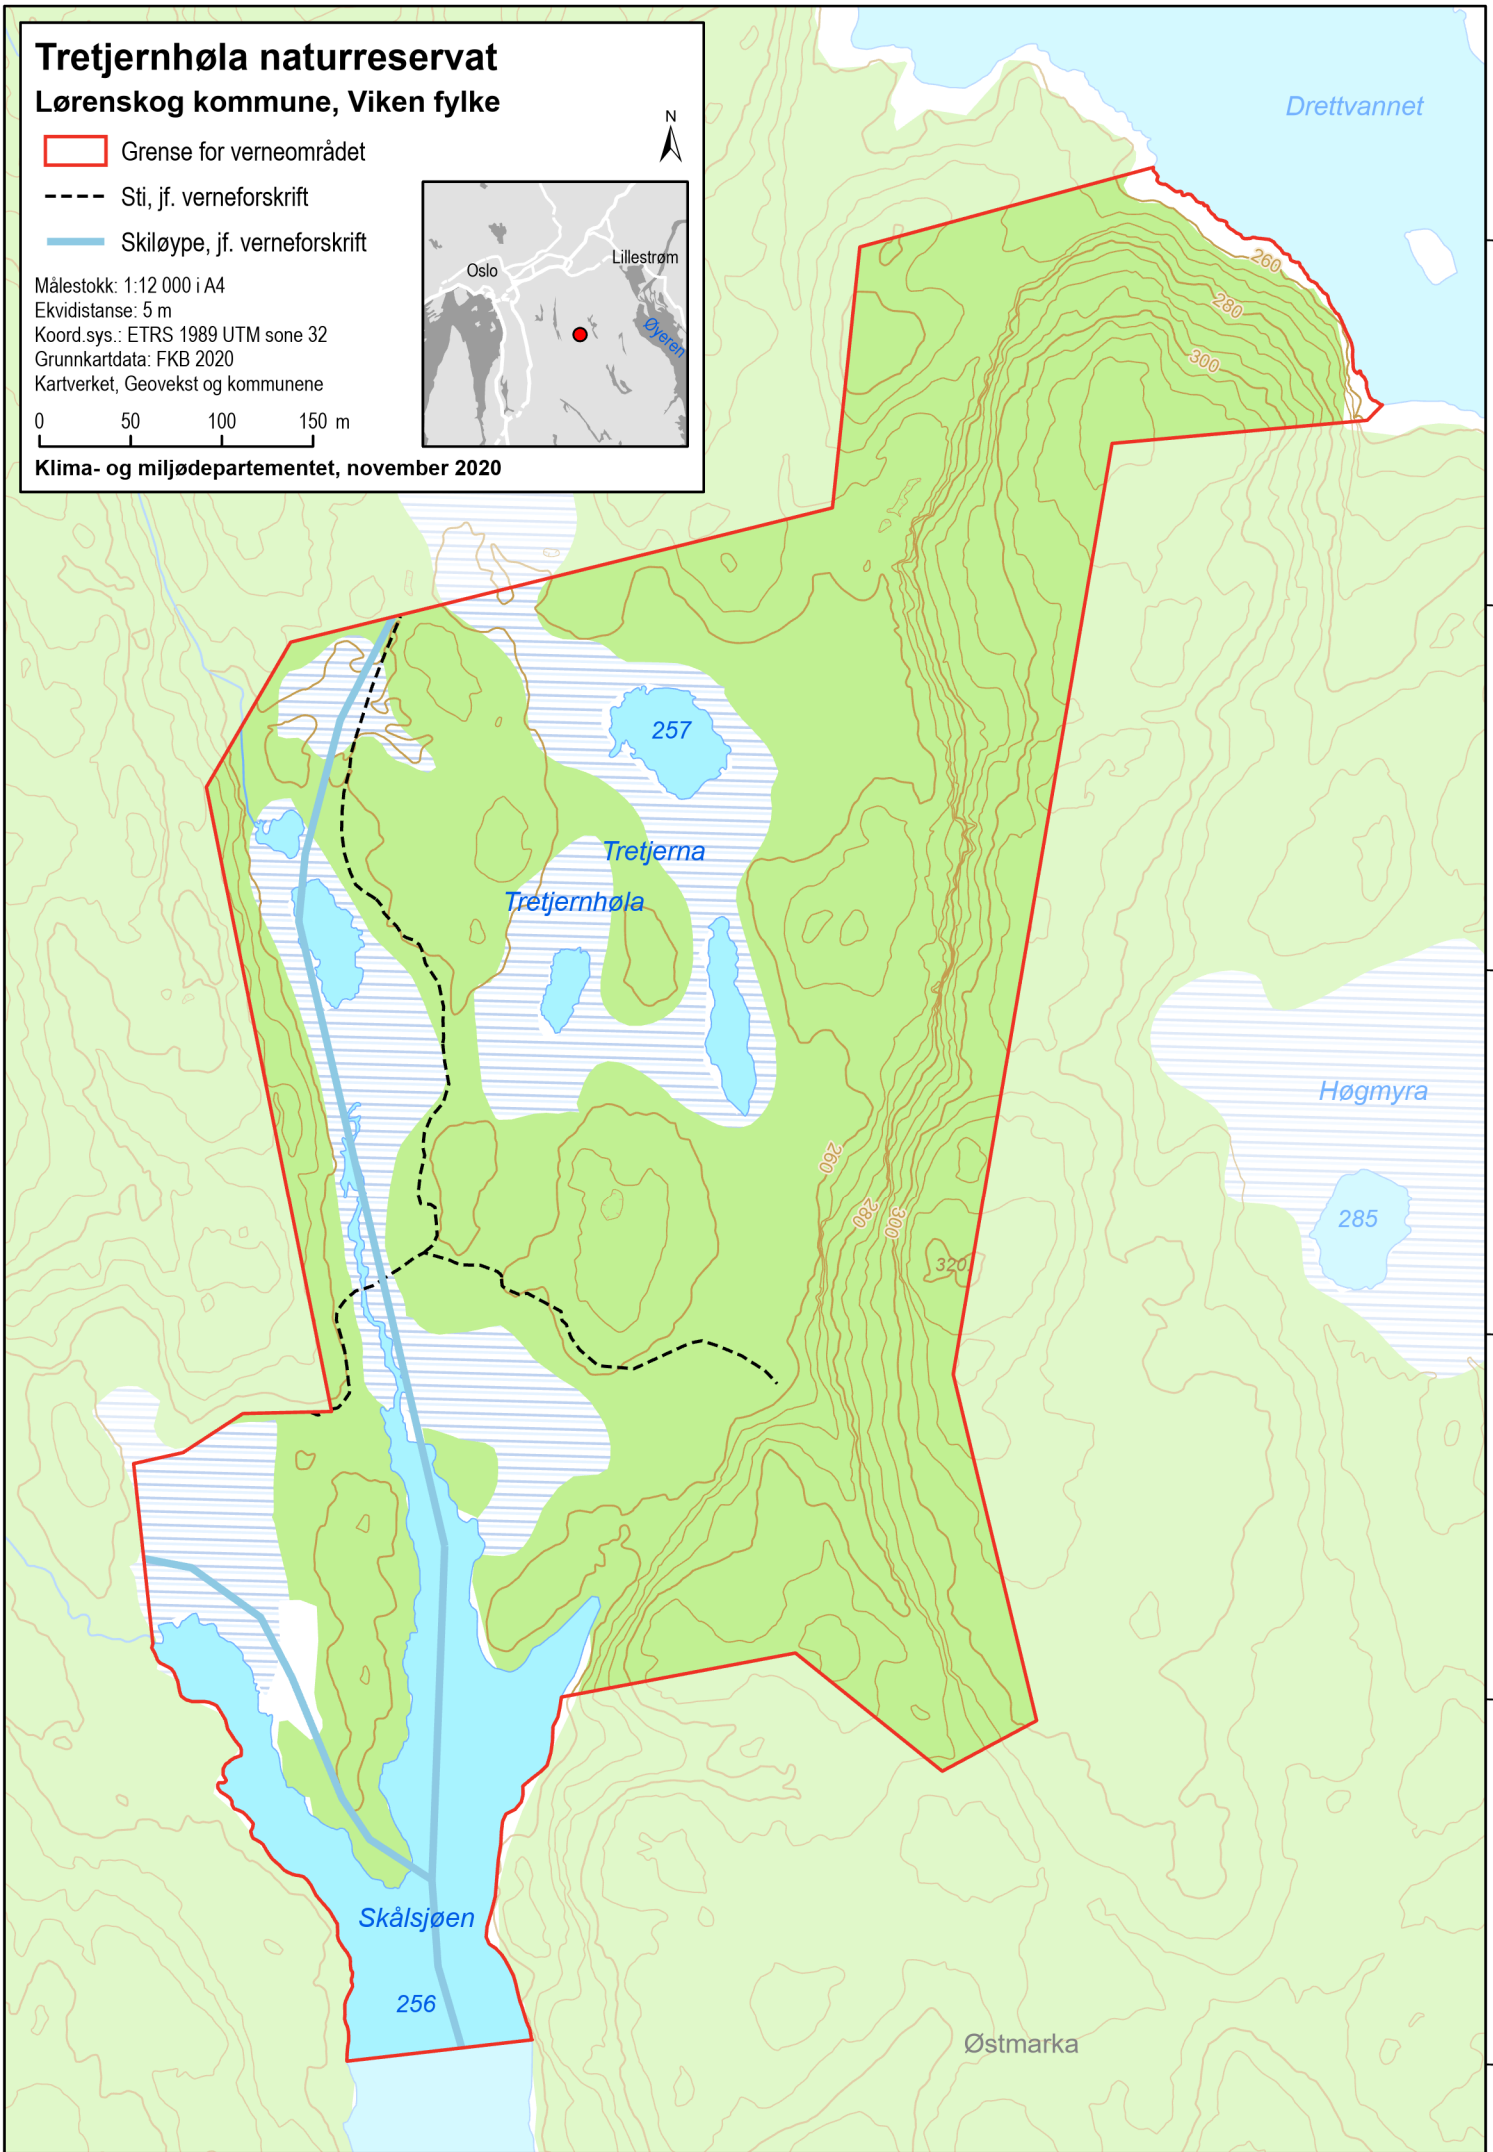 Tretjernhøla naturreservat
Lørenskog kommune, Viken fylke
N
Grense for verneområdet
Sti, jf. verneforskrift
Skiløype, jf. verneforskrift
Målestokk: 1:12 000 i A4
Ekvidistanse: 5 m
Koord.sys.: ETRS 1989 UTM sone 32
Grunnkartdata: FKB 2020
Kartverket, Geovekst og kommunene
0 50 100 150 m
Klima- og miljødepartementet, november 2020
Oslo
Lillestrøm
Øyeren
Drettvannet
260
280
300
257
Tretjerna
Tretjernhøla
Høgmyra
260
280
300
285
320
Skålsjøen
256
Østmarka